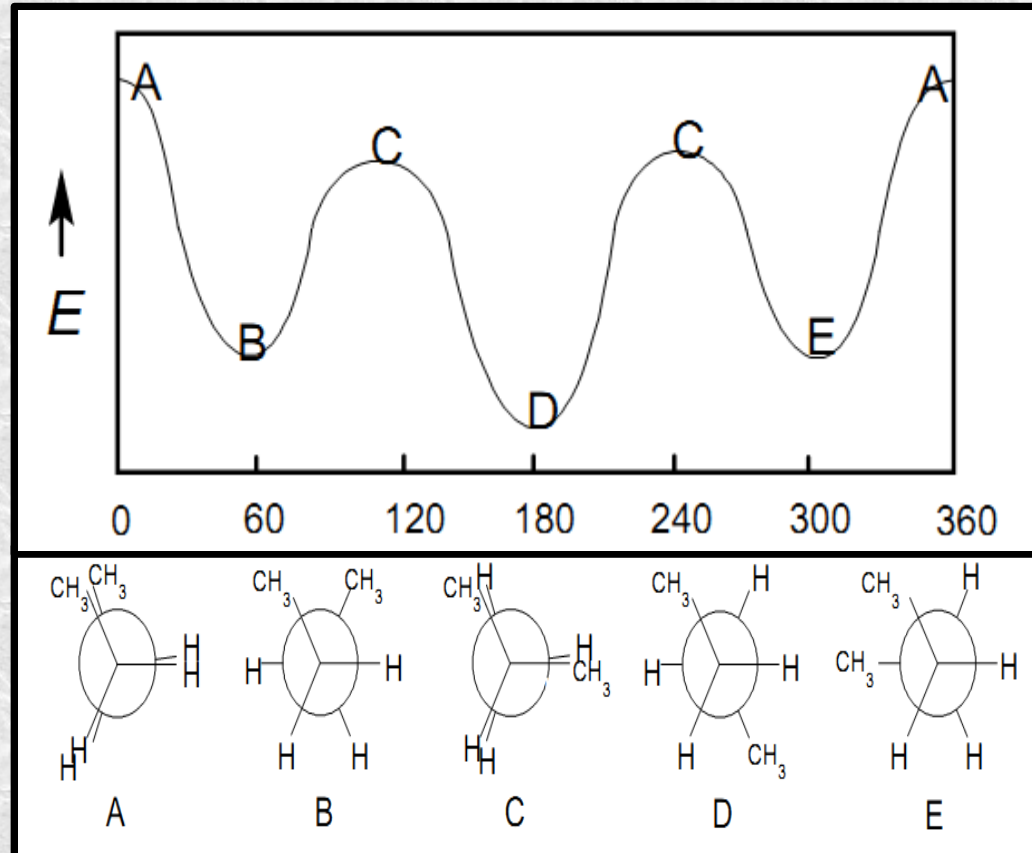 A A
C C
E
B E
D
0 60 120 180 240 300 360
CH3 CH3 CH3 CH3 CH3 H CH3 H CH3 H
H H H H H CH3 H H CH3 H
H H H H H H H CH3 H H
A B C D E